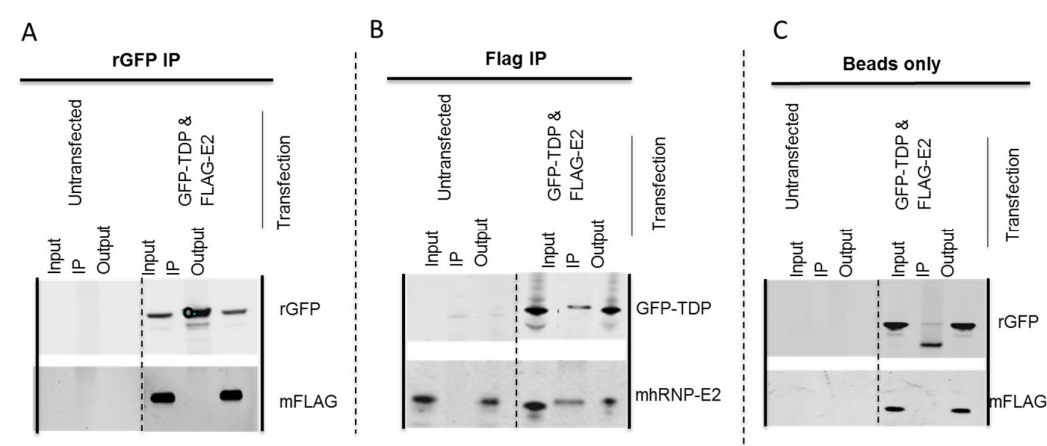 A
rGFP IP
Untransfected
GFP-TDP &
FLAG-E2
Transfection
Input
IP
Output
Input
IP
Output
rGFP
mFLAG
B
Flag IP
Untransfected
GFP-TDP &
FLAG-E2
Transfection
Input
IP
Output
Input
IP
Output
GFP-TDP
mhRNP-E2
C
Beads only
Untransfected
GFP-TDP &
FLAG-E2
Transfection
Input
IP
Output
Input
IP
Output
rGFP
mFLAG